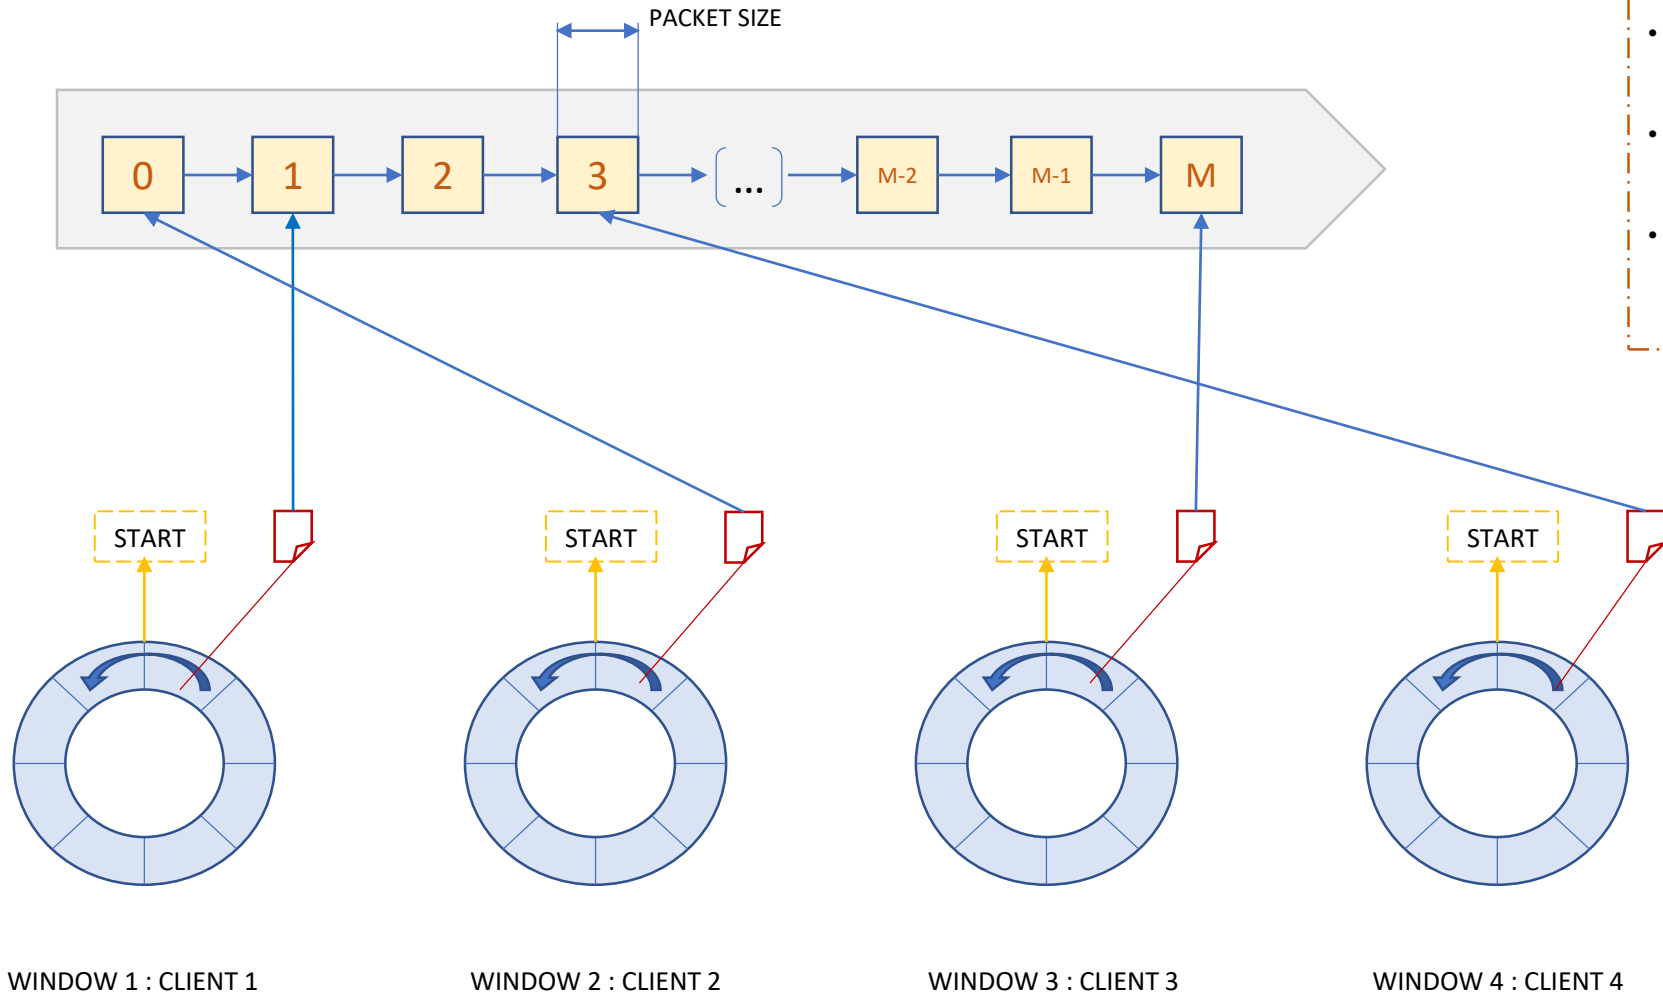 PACKET SIZE
0
1
2
3
...
M-2
M-1
M
START
START
START
START
WINDOW 1 : CLIENT 1
WINDOW 2 : CLIENT 2
WINDOW 3 : CLIENT 3
WINDOW 4 : CLIENT 4